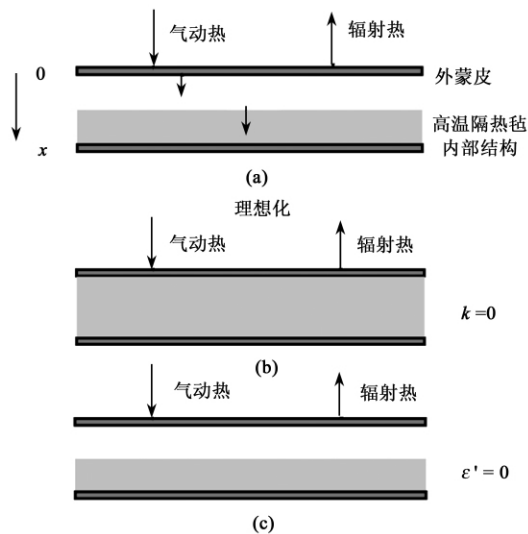 气动热
辐射热
0
外蒙皮
x
高温隔热毡
内部结构
(a)
理想化
气动热
辐射热
k =0
(b)
气动热
辐射热
ε' = 0
(c)